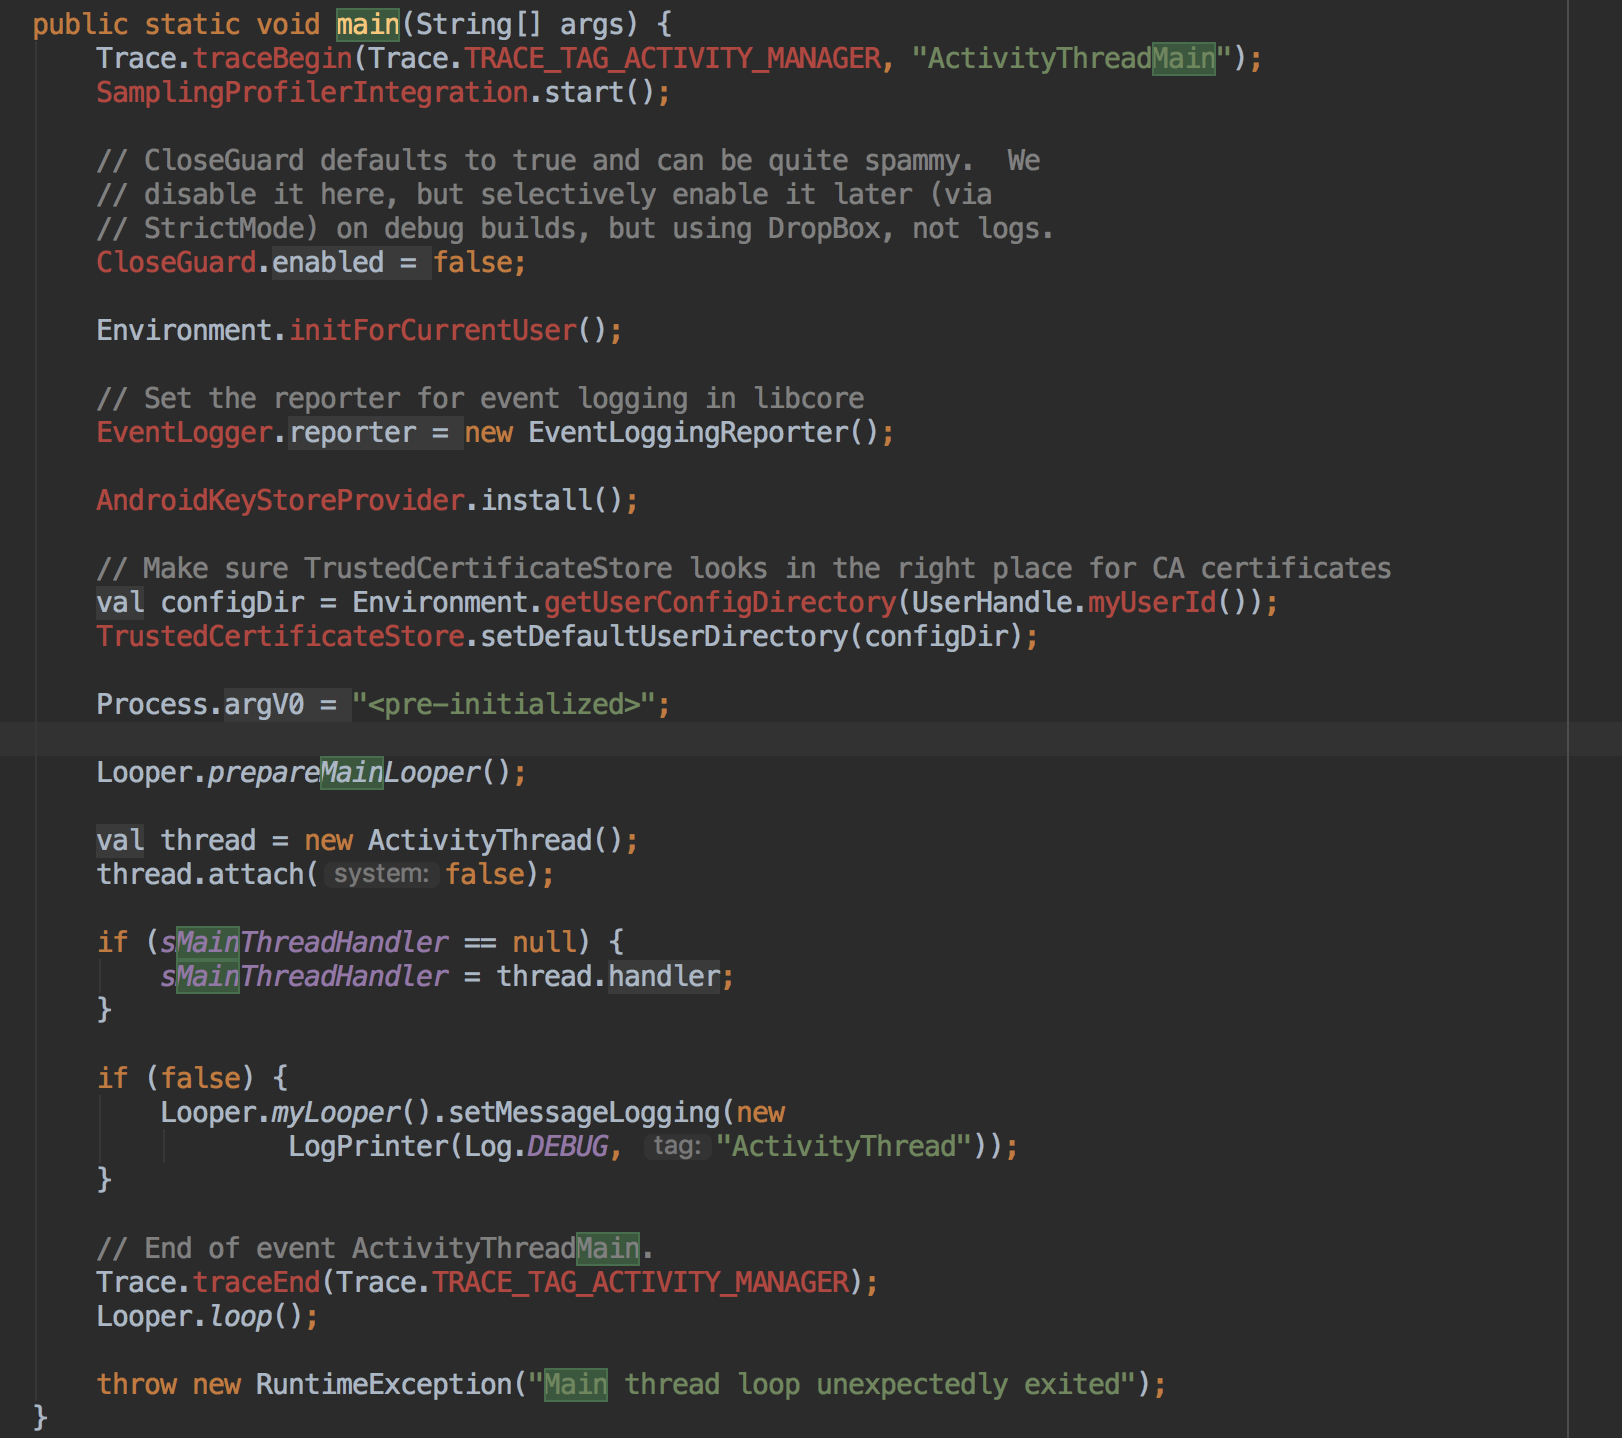 public static void main(String[] args) {
Trace.traceBegin(Trace.TRACE_TAG_ACTIVITY_MANAGER, "ActivityThreadMain");
SamplingProfilerIntegration.start();
// CloseGuard defaults to true and can be quite spammy.  We
// disable it here, but selectively enable it later (via
// StrictMode) on debug builds, but using DropBox, not logs.
CloseGuard.enabled = false;
Environment.initForCurrentUser();
// Set the reporter for event logging in libcore
EventLogger.reporter = new EventLoggingReporter();
AndroidKeyStoreProvider.install();
// Make sure TrustedCertificateStore looks in the right place for CA certificates
val configDir = Environment.getUserConfigDirectory(UserHandle.myUserId());
TrustedCertificateStore.setDefaultUserDirectory(configDir);
Process.argV0 = "<pre-initialized>";
Looper.prepareMainLooper();
val thread = new ActivityThread();
thread.attach( system: false);
if (sMainThreadHandler == null) {
sMainThreadHandler = thread.handler;
}
if (false) {
Looper.myLooper().setMessageLogging(new
LogPrinter(Log.DEBUG, tag: "ActivityThread"));
}
// End of event ActivityThreadMain.
Trace.traceEnd(Trace.TRACE_TAG_ACTIVITY_MANAGER);
Looper.loop();
throw new RuntimeException("Main thread loop unexpectedly exited");
}